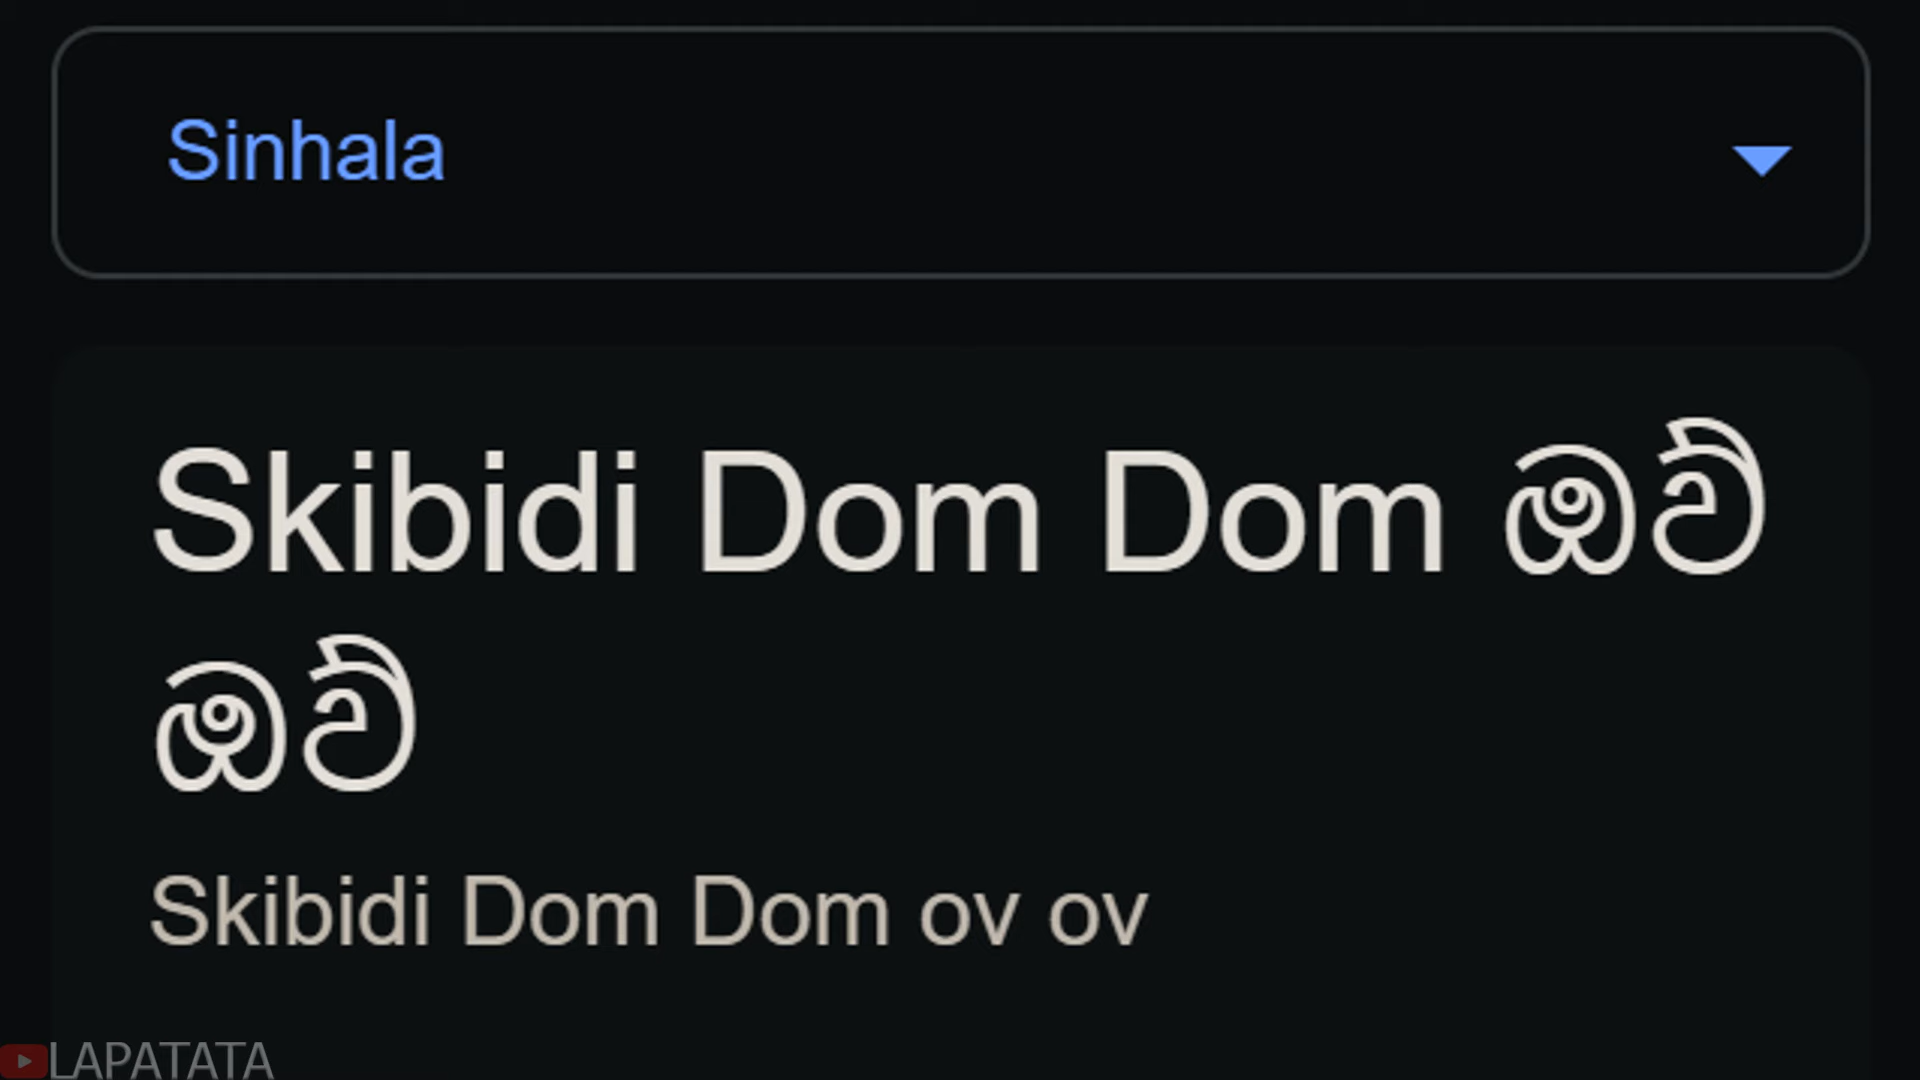 Sinhala
Skibidi Dom Dom ඔව්
ඔව්
Skibidi Dom Dom ov ov
LAPATATA